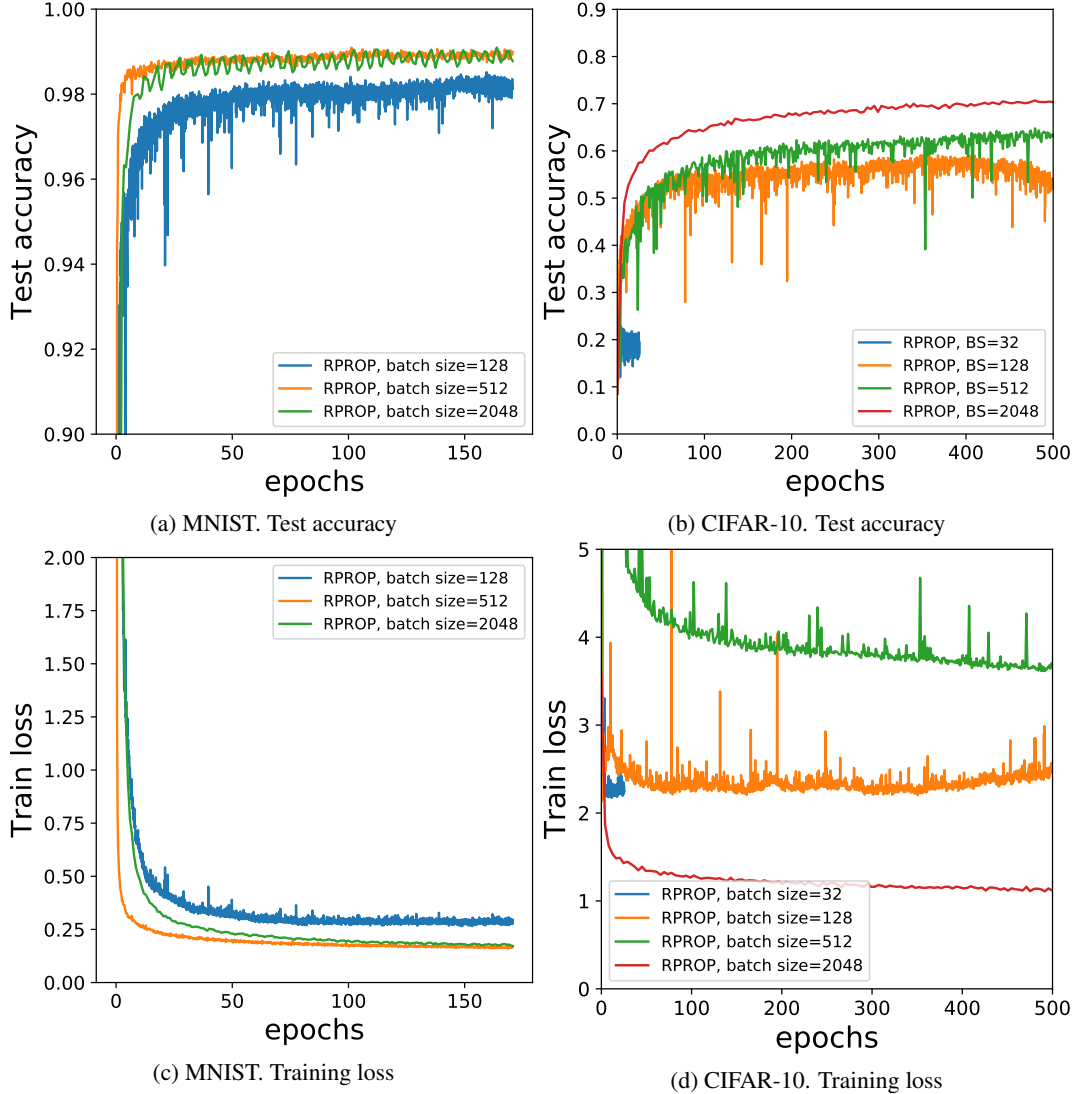 1.00
0.98
0.96
0.94
0.92
0.90
Test accuracy
0 50 100 150
epochs
RPROP, batch size=128
RPROP, batch size=512
RPROP, batch size=2048
(a) MNIST. Test accuracy
0.9
0.8
0.7
0.6
0.5
0.4
0.3
0.2
0.1
0.0
Test accuracy
0 100 200 300 400 500
epochs
RPROP, BS=32
RPROP, BS=128
RPROP, BS=512
RPROP, BS=2048
(b) CIFAR-10. Test accuracy
2.00
1.75
1.50
1.25
1.00
0.75
0.50
0.25
0.00
Train loss
0 50 100 150
epochs
RPROP, batch size=128
RPROP, batch size=512
RPROP, batch size=2048
(c) MNIST. Training loss
5
4
3
2
1
0
Train loss
0 100 200 300 400 500
epochs
RPROP, batch size=32
RPROP, batch size=128
RPROP, batch size=512
RPROP, batch size=2048
(d) CIFAR-10. Training loss